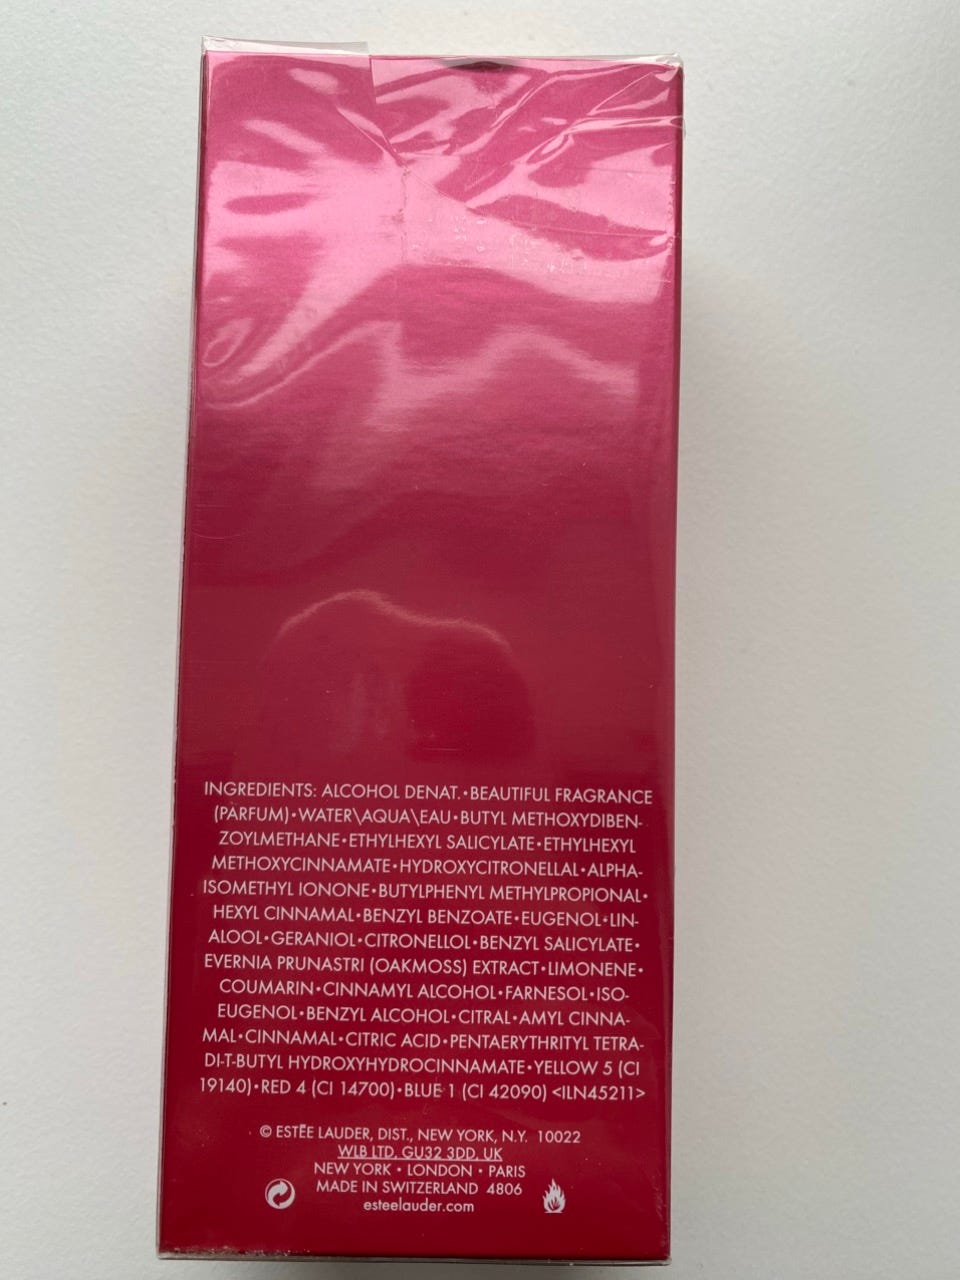 INGREDIENTS: ALCOHOL DENAT.•BEAUTIFUL FRAGRANCE
(PARFUM)•WATER\AQUA\EAU•BUTYL METHOXYDIBEN-
ZOYLMETHANE•ETHYLHEXYL SALICYLATE•ETHYLHEXYL
METHOXYCINNAMATE•HYDROXYCITRONELLAL•ALPHA-
ISOMETHYL IONONE•BUTYLPHENYL METHYLPROPIONAL•
HEXYL CINNAMAL•BENZYL BENZOATE•EUGENOL•LIN-
ALOOL•GERANIOL•CITRONELLOL•BENZYL SALICYLATE•
EVERNIA PRUNASTRI (OAKMOSS) EXTRACT•LIMONENE•
COUMARIN•CINNAMYL ALCOHOL•FARNESOL•ISO-
EUGENOL•BENZYL ALCOHOL•CITRAL•AMYL CINNA-
MAL•CINNAMAL•CITRIC ACID•PENTAERYTHRITYL TETRA-
DI-T-BUTYL HYDROXYHYDROCINNAMATE•YELLOW 5 (CI
19140)•RED 4 (CI 14700)•BLUE 1 (CI 42090) <ILN45211>
© ESTĒE LAUDER, DIST., NEW YORK, N.Y. 10022
WLB LTD, GU32 3DD, UK
NEW YORK • LONDON • PARIS
MADE IN SWITZERLAND 4806
esteelauder.com